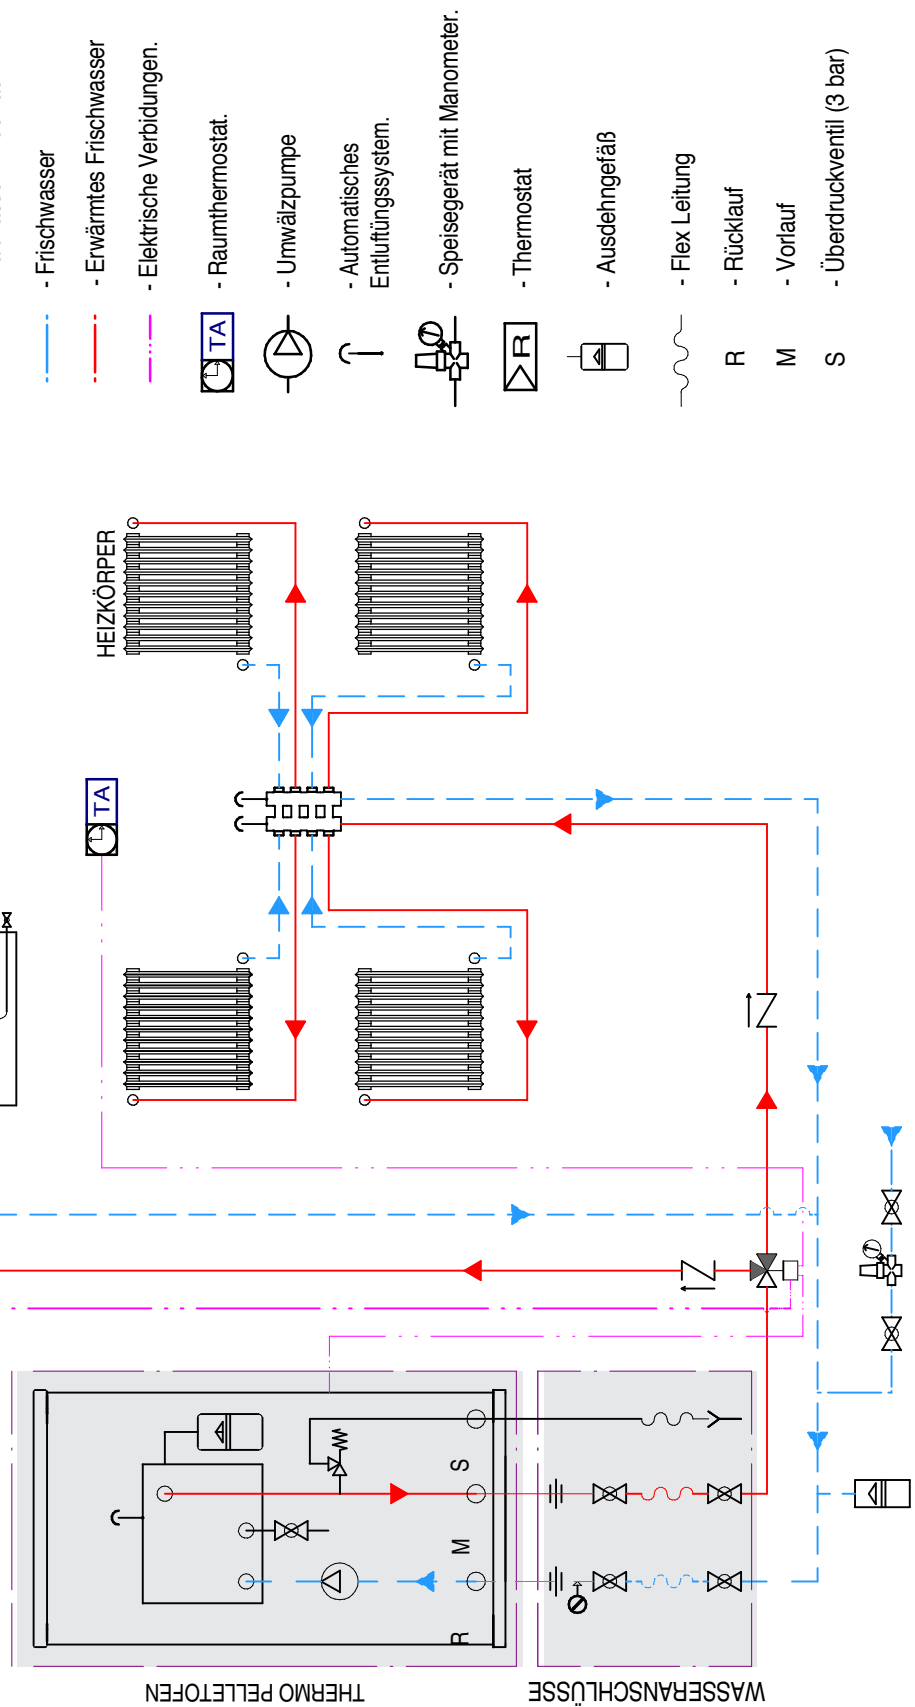 - Frischwasser
- Erwärmtes Frischwasser
- Elektrische Verbidungen.
TA
- Raumthermostat.
- Umwälzpumpe
- Automatisches
Entluftüngssystem.
- Speisegerät mit Manometer.
R
- Thermostat
- Ausdehngefäß
- Flex Leitung
R
- Rücklauf
M
- Vorlauf
S
- Überdruckventil (3 bar)
HEIZKÖRPER
TA
S
M
R
THERMO PELLETOFEN
WASSERANSCHLÜSSE